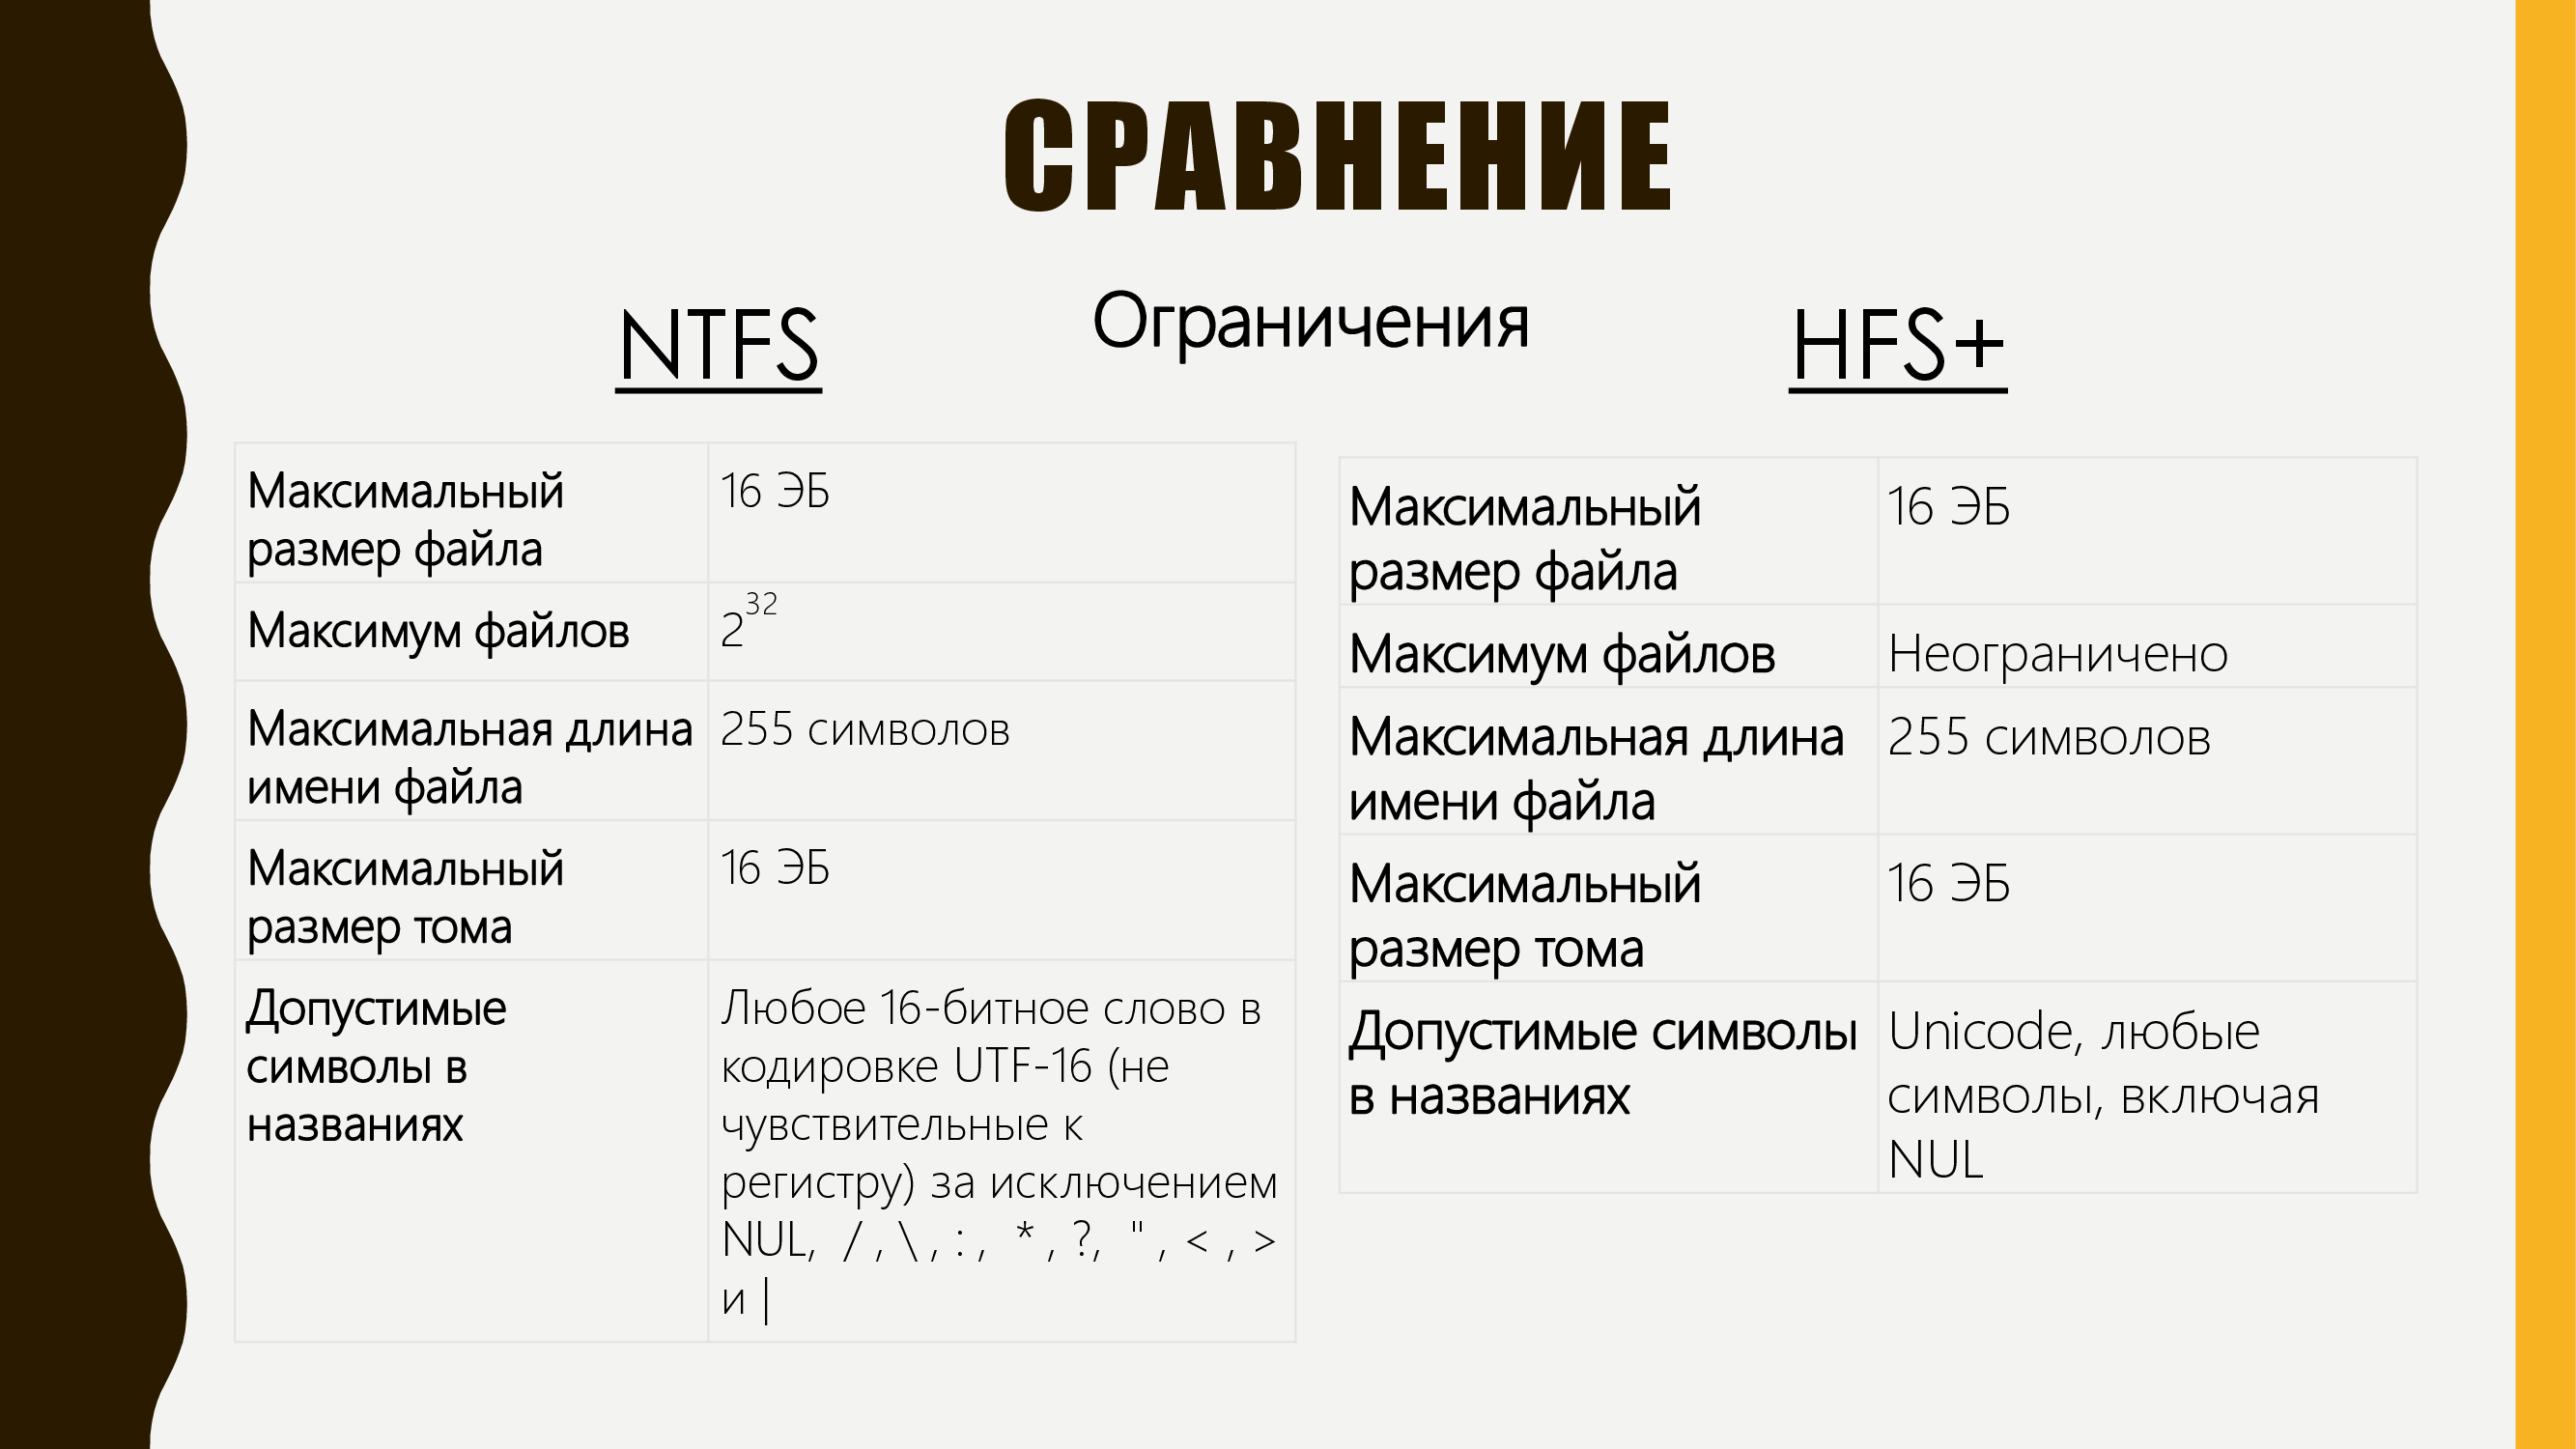 СРАВНЕНИЕ
NTFS
Ограничения
HFS+
Максимальный
размер файла
16 ЭБ
Максимум файлов
2³²
Максимальная длина
имени файла
255 символов
Максимальный
размер тома
16 ЭБ
Допустимые
символы в
названиях
Любое 16-битное слово в
кодировке UTF-16 (не
чувствительные к
регистру) за исключением
NUL, / , \ , : , * , ?, " , < , >
и |
Максимальный
размер файла
16 ЭБ
Максимум файлов
Неограничено
Максимальная длина
имени файла
255 символов
Максимальный
размер тома
16 ЭБ
Допустимые символы
в названиях
Unicode, любые
символы, включая
NUL